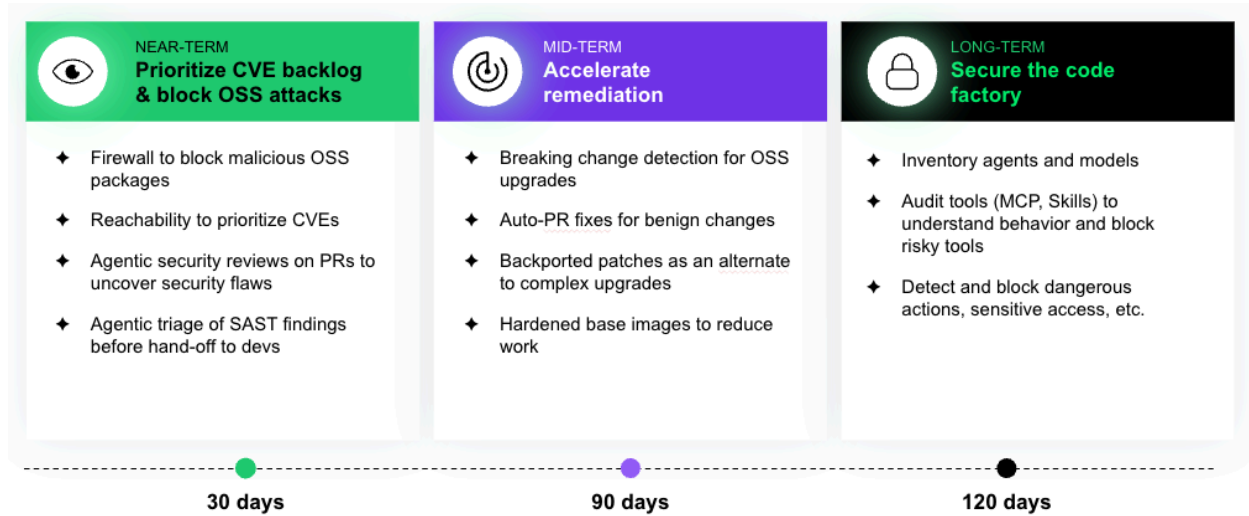 NEAR-TERM
Prioritize CVE backlog
& block OSS attacks
Firewall to block malicious OSS
packages
Reachability to prioritize CVEs
Agentic security reviews on PRs to
uncover security flaws
Agentic triage of SAST findings
before hand-off to devs
MID-TERM
Accelerate
remediation
Breaking change detection for OSS
upgrades
Auto-PR fixes for benign changes
Backported patches as an alternate
to complex upgrades
Hardened base images to reduce
work
LONG-TERM
Secure the code
factory
Inventory agents and models
Audit tools (MCP, Skills) to
understand behavior and block
risky tools
Detect and block dangerous
actions, sensitive access, etc.
30 days
90 days
120 days